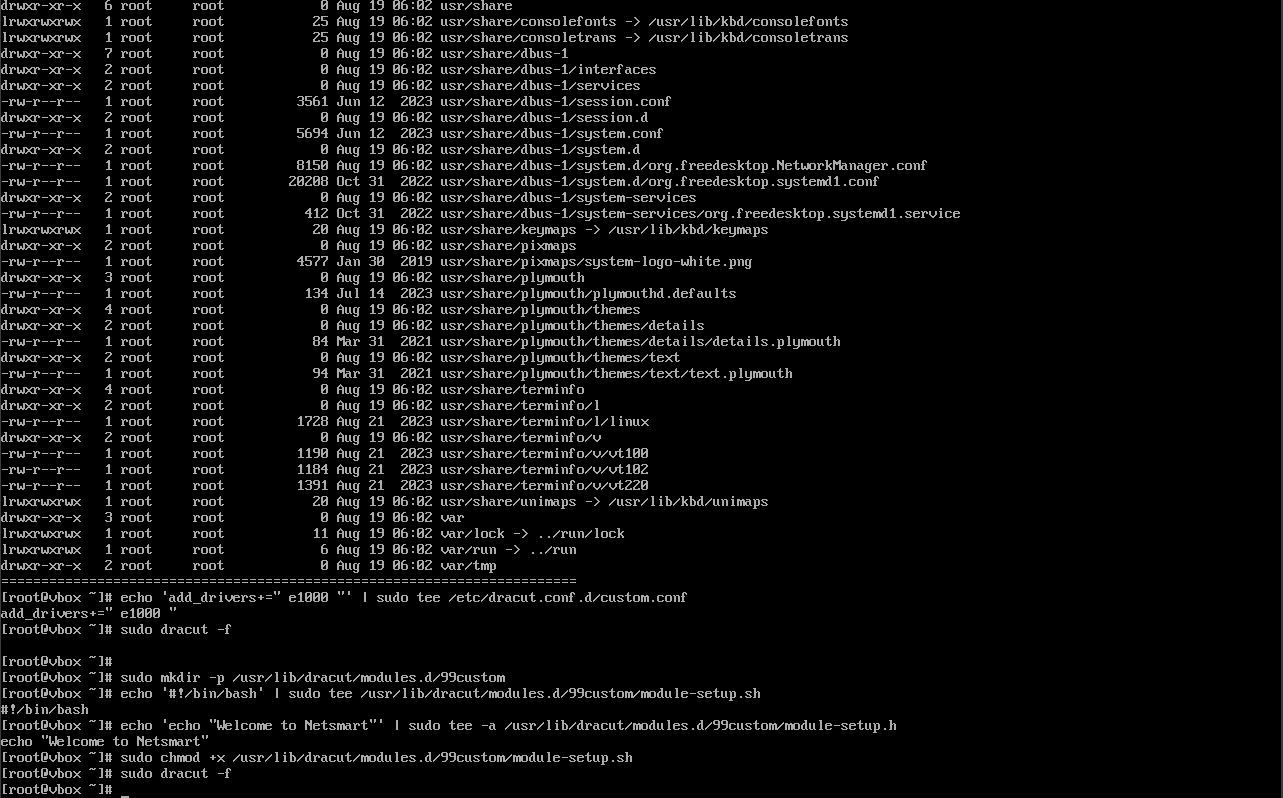 drwxr-xr-x   6 root     root            0 Aug 19 06:02 usr/share
lrwxrwxrwx   1 root     root           25 Aug 19 06:02 usr/share/consolefonts -> /usr/lib/kbd/consolefonts
lrwxrwxrwx   1 root     root           25 Aug 19 06:02 usr/share/consoletrans -> /usr/lib/kbd/consoletrans
drwxr-xr-x   7 root     root            0 Aug 19 06:02 usr/share/dbus-1
drwxr-xr-x   2 root     root            0 Aug 19 06:02 usr/share/dbus-1/interfaces
drwxr-xr-x   2 root     root            0 Aug 19 06:02 usr/share/dbus-1/services
-rw-r--r--   1 root     root         3561 Jun 12  2023 usr/share/dbus-1/session.conf
drwxr-xr-x   2 root     root            0 Aug 19 06:02 usr/share/dbus-1/session.d
-rw-r--r--   1 root     root         5694 Jun 12  2023 usr/share/dbus-1/system.conf
drwxr-xr-x   2 root     root            0 Aug 19 06:02 usr/share/dbus-1/system.d
-rw-r--r--   1 root     root         8150 Aug 19 06:02 usr/share/dbus-1/system.d/org.freedesktop.NetworkManager.conf
-rw-r--r--   1 root     root        20208 Oct 31  2022 usr/share/dbus-1/system.d/org.freedesktop.systemd1.conf
drwxr-xr-x   2 root     root            0 Aug 19 06:02 usr/share/dbus-1/system-services
-rw-r--r--   1 root     root          412 Oct 31  2022 usr/share/dbus-1/system-services/org.freedesktop.systemd1.service
lrwxrwxrwx   1 root     root           20 Aug 19 06:02 usr/share/keymaps -> /usr/lib/kbd/keymaps
drwxr-xr-x   2 root     root            0 Aug 19 06:02 usr/share/pixmaps
-rw-r--r--   1 root     root         4577 Jan 30  2019 usr/share/pixmaps/system-logo-white.png
drwxr-xr-x   3 root     root            0 Aug 19 06:02 usr/share/plymouth
-rw-r--r--   1 root     root          134 Jul 14  2023 usr/share/plymouth/plymouthd.defaults
drwxr-xr-x   4 root     root            0 Aug 19 06:02 usr/share/plymouth/themes
drwxr-xr-x   2 root     root            0 Aug 19 06:02 usr/share/plymouth/themes/details
-rw-r--r--   1 root     root           84 Mar 31  2021 usr/share/plymouth/themes/details/details.plymouth
drwxr-xr-x   2 root     root            0 Aug 19 06:02 usr/share/plymouth/themes/text
-rw-r--r--   1 root     root           94 Mar 31  2021 usr/share/plymouth/themes/text/text.plymouth
drwxr-xr-x   4 root     root            0 Aug 19 06:02 usr/share/terminfo
drwxr-xr-x   2 root     root            0 Aug 19 06:02 usr/share/terminfo/l
-rw-r--r--   1 root     root         1728 Aug 21  2023 usr/share/terminfo/l/linux
drwxr-xr-x   2 root     root            0 Aug 19 06:02 usr/share/terminfo/v
-rw-r--r--   1 root     root         1190 Aug 21  2023 usr/share/terminfo/v/vt100
-rw-r--r--   1 root     root         1184 Aug 21  2023 usr/share/terminfo/v/vt102
-rw-r--r--   1 root     root         1391 Aug 21  2023 usr/share/terminfo/v/vt220
lrwxrwxrwx   1 root     root           20 Aug 19 06:02 usr/share/unimaps -> /usr/lib/kbd/unimaps
drwxr-xr-x   3 root     root            0 Aug 19 06:02 var
lrwxrwxrwx   1 root     root           11 Aug 19 06:02 var/lock -> ../run/lock
lrwxrwxrwx   1 root     root            6 Aug 19 06:02 var/run -> ../run
drwxr-xr-x   2 root     root            0 Aug 19 06:02 var/tmp
========================================================================
[root@vbox ~]# echo 'add_drivers+=" e1000 "' | sudo tee /etc/dracut.conf.d/custom.conf
add_drivers+=" e1000 "
[root@vbox ~]# sudo dracut -f
[root@vbox ~]#
[root@vbox ~]# sudo mkdir -p /usr/lib/dracut/modules.d/99custom
[root@vbox ~]# echo '#!/bin/bash' | sudo tee /usr/lib/dracut/modules.d/99custom/module-setup.sh
#!/bin/bash
[root@vbox ~]# echo 'echo "Welcome to Netsmart"' | sudo tee -a /usr/lib/dracut/modules.d/99custom/module-setup.h
echo "Welcome to Netsmart"
[root@vbox ~]# sudo chmod +x /usr/lib/dracut/modules.d/99custom/module-setup.sh
[root@vbox ~]# sudo dracut -f
[root@vbox ~]# _